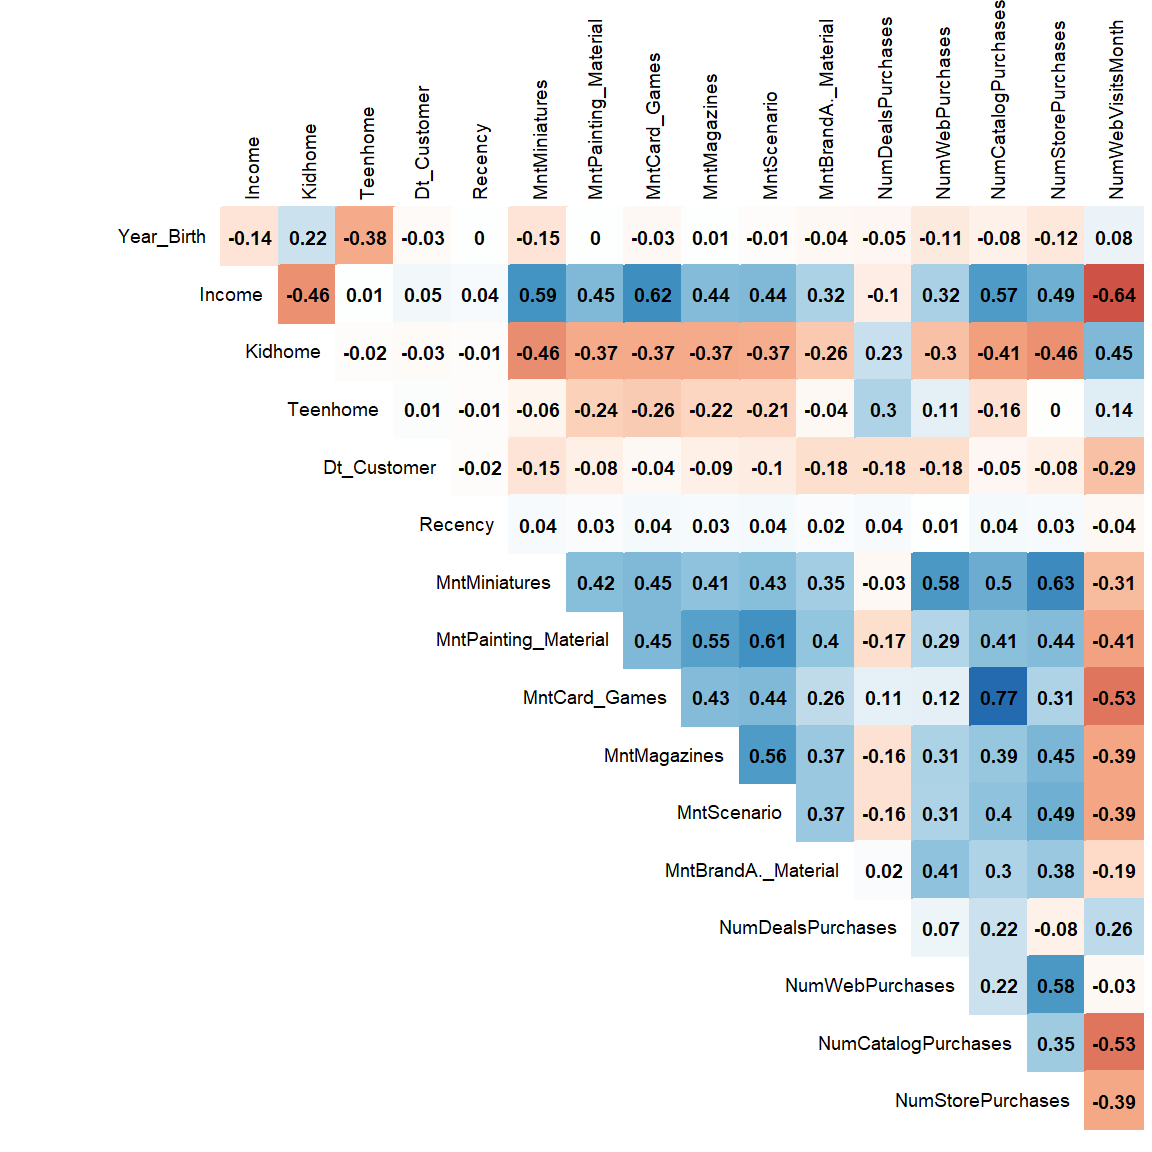 Income Kidhome Teenhome Dt_Customer Recency MntMiniatures MntPainting_Material MntCard_Games MntMagazines MntScenario MntBrandA._Material NumDealsPurchases NumWebPurchases NumCatalogPurchases NumStorePurchases NumWebVisitsMonth
Year_Birth -0.14 0.22 -0.38 -0.03 0 -0.15 0 -0.03 0.01 -0.01 -0.04 -0.05 -0.11 -0.08 -0.12 0.08
Income -0.46 0.01 0.05 0.04 0.59 0.45 0.62 0.44 0.44 0.32 -0.1 0.32 0.57 0.49 -0.64
Kidhome -0.02 -0.03 -0.01 -0.46 -0.37 -0.37 -0.37 -0.37 -0.26 0.23 -0.3 -0.41 -0.46 0.45
Teenhome 0.01 -0.01 -0.06 -0.24 -0.26 -0.22 -0.21 -0.04 0.3 0.11 -0.16 0 0.14
Dt_Customer -0.02 -0.15 -0.08 -0.04 -0.09 -0.1 -0.18 -0.18 -0.18 -0.05 -0.08 -0.29
Recency 0.04 0.03 0.04 0.03 0.04 0.02 0.04 0.01 0.04 0.03 -0.04
MntMiniatures 0.42 0.45 0.41 0.43 0.35 -0.03 0.58 0.5 0.63 -0.31
MntPainting_Material 0.45 0.55 0.61 0.4 -0.17 0.29 0.41 0.44 -0.41
MntCard_Games 0.43 0.44 0.26 0.11 0.12 0.77 0.31 -0.53
MntMagazines 0.56 0.37 -0.16 0.31 0.39 0.45 -0.39
MntScenario 0.37 -0.16 0.31 0.4 0.49 -0.39
MntBrandA._Material 0.02 0.41 0.3 0.38 -0.19
NumDealsPurchases 0.07 0.22 -0.08 0.26
NumWebPurchases 0.22 0.58 -0.03
NumCatalogPurchases 0.35 -0.53
NumStorePurchases -0.39